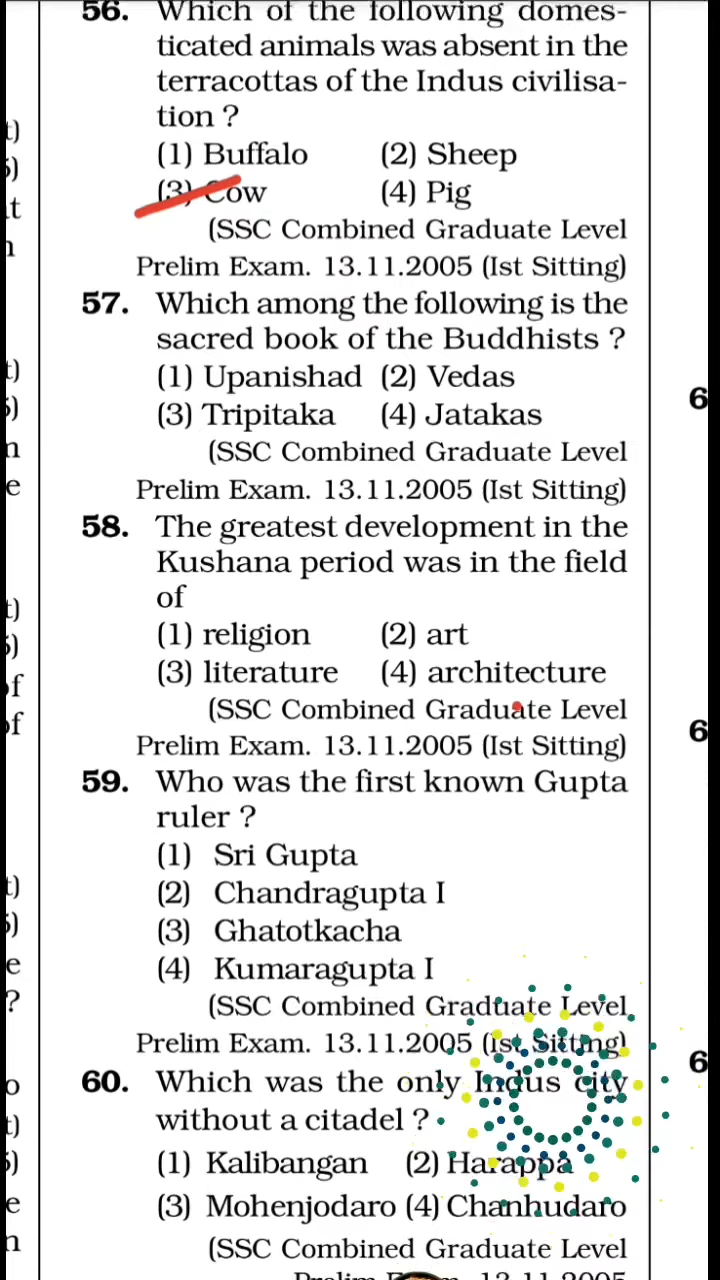 56. Which of the following domes-
ticated animals was absent in the
terracottas of the Indus civilisa-
tion ?
(1) Buffalo (2) Sheep
(3) Cow (4) Pig
(SSC Combined Graduate Level
Prelim Exam. 13.11.2005 (Ist Sitting)
57. Which among the following is the
sacred book of the Buddhists ?
(1) Upanishad (2) Vedas
(3) Tripitaka (4) Jatakas
(SSC Combined Graduate Level
Prelim Exam. 13.11.2005 (Ist Sitting)
58. The greatest development in the
Kushana period was in the field
of
(1) religion (2) art
(3) literature (4) architecture
(SSC Combined Graduate Level
Prelim Exam. 13.11.2005 (Ist Sitting)
59. Who was the first known Gupta
ruler ?
(1) Sri Gupta
(2) Chandragupta I
(3) Ghatotkacha
(4) Kumaragupta I
(SSC Combined Graduate Level
Prelim Exam. 13.11.2005 (Ist Sitting)
60. Which was the only Indus city
without a citadel ?
(1) Kalibangan (2) Harappa
(3) Mohenjodaro (4) Chanhudaro
(SSC Combined Graduate Level